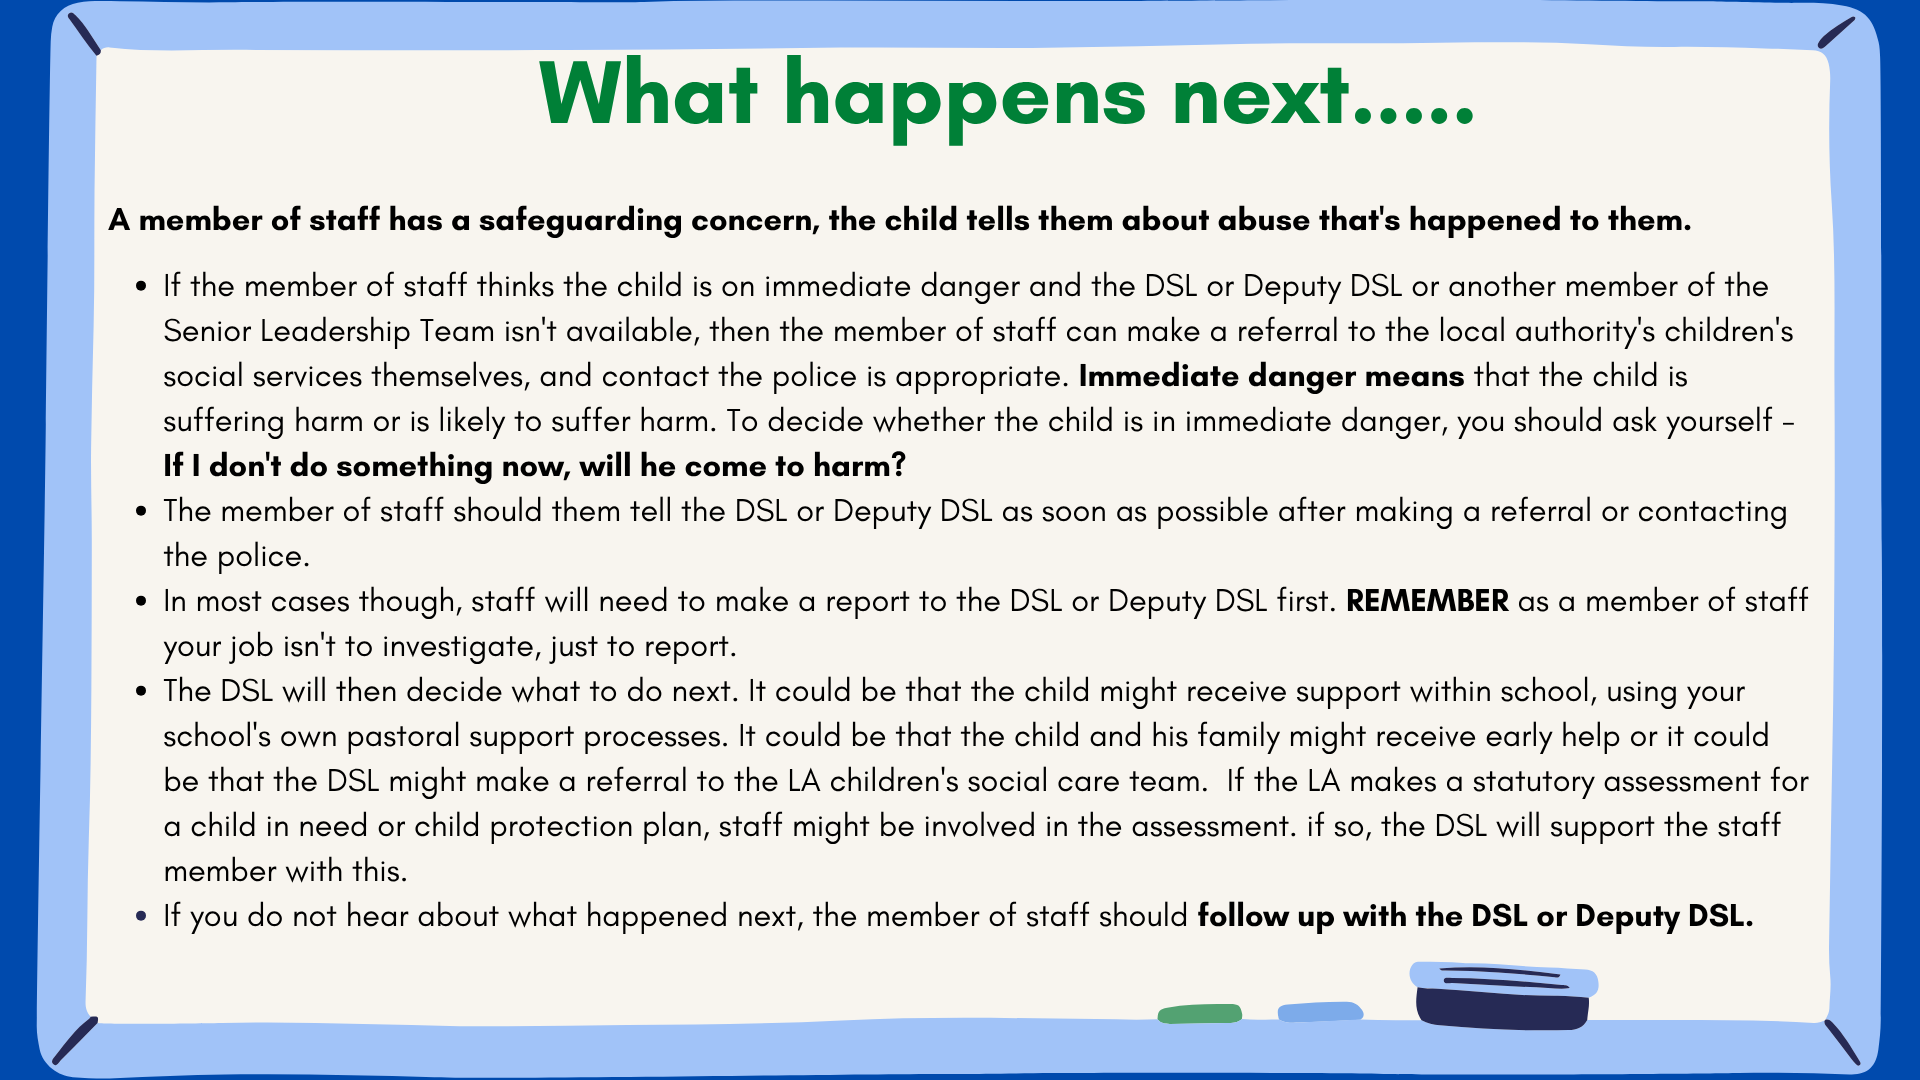 What happens next.....
A member of staff has a safeguarding concern, the child tells them about abuse that's happened to them.
• If the member of staff thinks the child is on immediate danger and the DSL or Deputy DSL or another member of the
Senior Leadership Team isn't available, then the member of staff can make a referral to the local authority's children's
social services themselves, and contact the police is appropriate. Immediate danger means that the child is
suffering harm or is likely to suffer harm. To decide whether the child is in immediate danger, you should ask yourself -
If I don't do something now, will he come to harm?
• The member of staff should them tell the DSL or Deputy DSL as soon as possible after making a referral or contacting
the police.
• In most cases though, staff will need to make a report to the DSL or Deputy DSL first. REMEMBER as a member of staff
your job isn't to investigate, just to report.
• The DSL will then decide what to do next. It could be that the child might receive support within school, using your
school's own pastoral support processes. It could be that the child and his family might receive early help or it could
be that the DSL might make a referral to the LA children's social care team.  If the LA makes a statutory assessment for
a child in need or child protection plan, staff might be involved in the assessment. if so, the DSL will support the staff
member with this.
• If you do not hear about what happened next, the member of staff should follow up with the DSL or Deputy DSL.